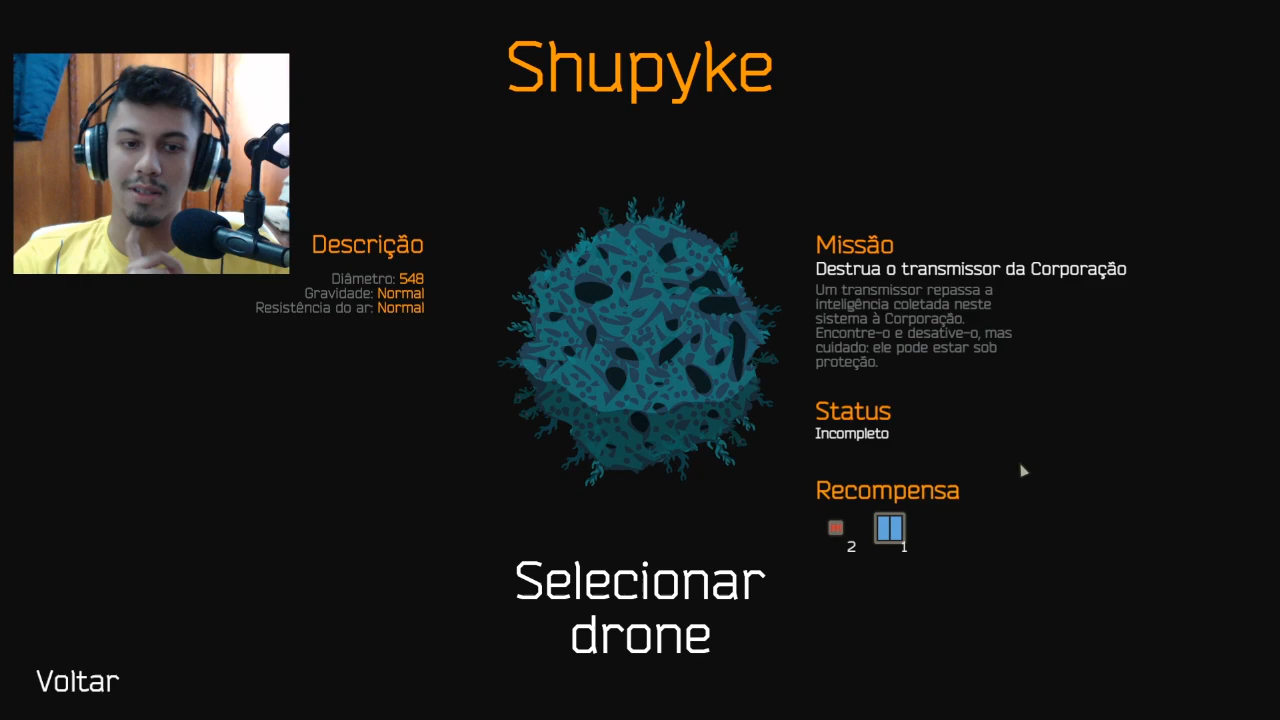 Shupyke
Descrição
Diâmetro: 548
Gravidade: Normal
Resistência do ar: Normal
Missão
Destrua o transmissor da Corporação
Um transmissor repassa a
inteligência coletada neste
sistema à Corporação.
Encontre-o e desative-o, mas
cuidado: ele pode estar sob
proteção.
Status
Incompleto
Recompensa
2
1
Selecionar
drone
Voltar